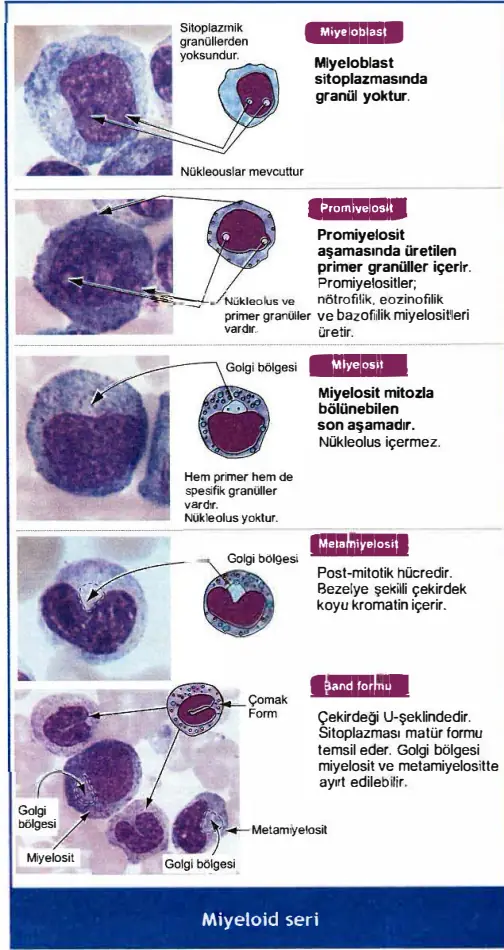 Sitoplazmik
granüllerden
yoksundur.
Nükleouslar mevcuttur
Miyeloblast
Miyeloblast
sitoplazmasında
granül yoktur.
Promiyelosit
Promiyelosit
aşamasında üretilen
primer granüller içerir.
Promiyelositler;
nötrofilik, eozinofilik
ve bazofilik miyelositleri
üretir.
Nükleolus ve
primer granüller
vardır.
Golgi bölgesi
Hem primer hem de
spesifik granüller
vardır.
Nükleolus yoktur.
Miyelosit
Miyelosit mitozla
bölünebilen
son aşamadır.
Nükleolus içermez.
Golgi bölgesi
Metamiyelosit
Post-mitotik hücredir.
Bezelye şekilli çekirdek
koyu kromatin içerir.
Çomak
Form
Band formu
Çekirdeği U-şeklindedir.
Sitoplazması matür formu
temsil eder. Golgi bölgesi
miyelosit ve metamiyelositte
ayırt edilebilir.
Golgi
bölgesi
Miyelosit
Golgi bölgesi
Metamiyelosit
Miyeloid seri